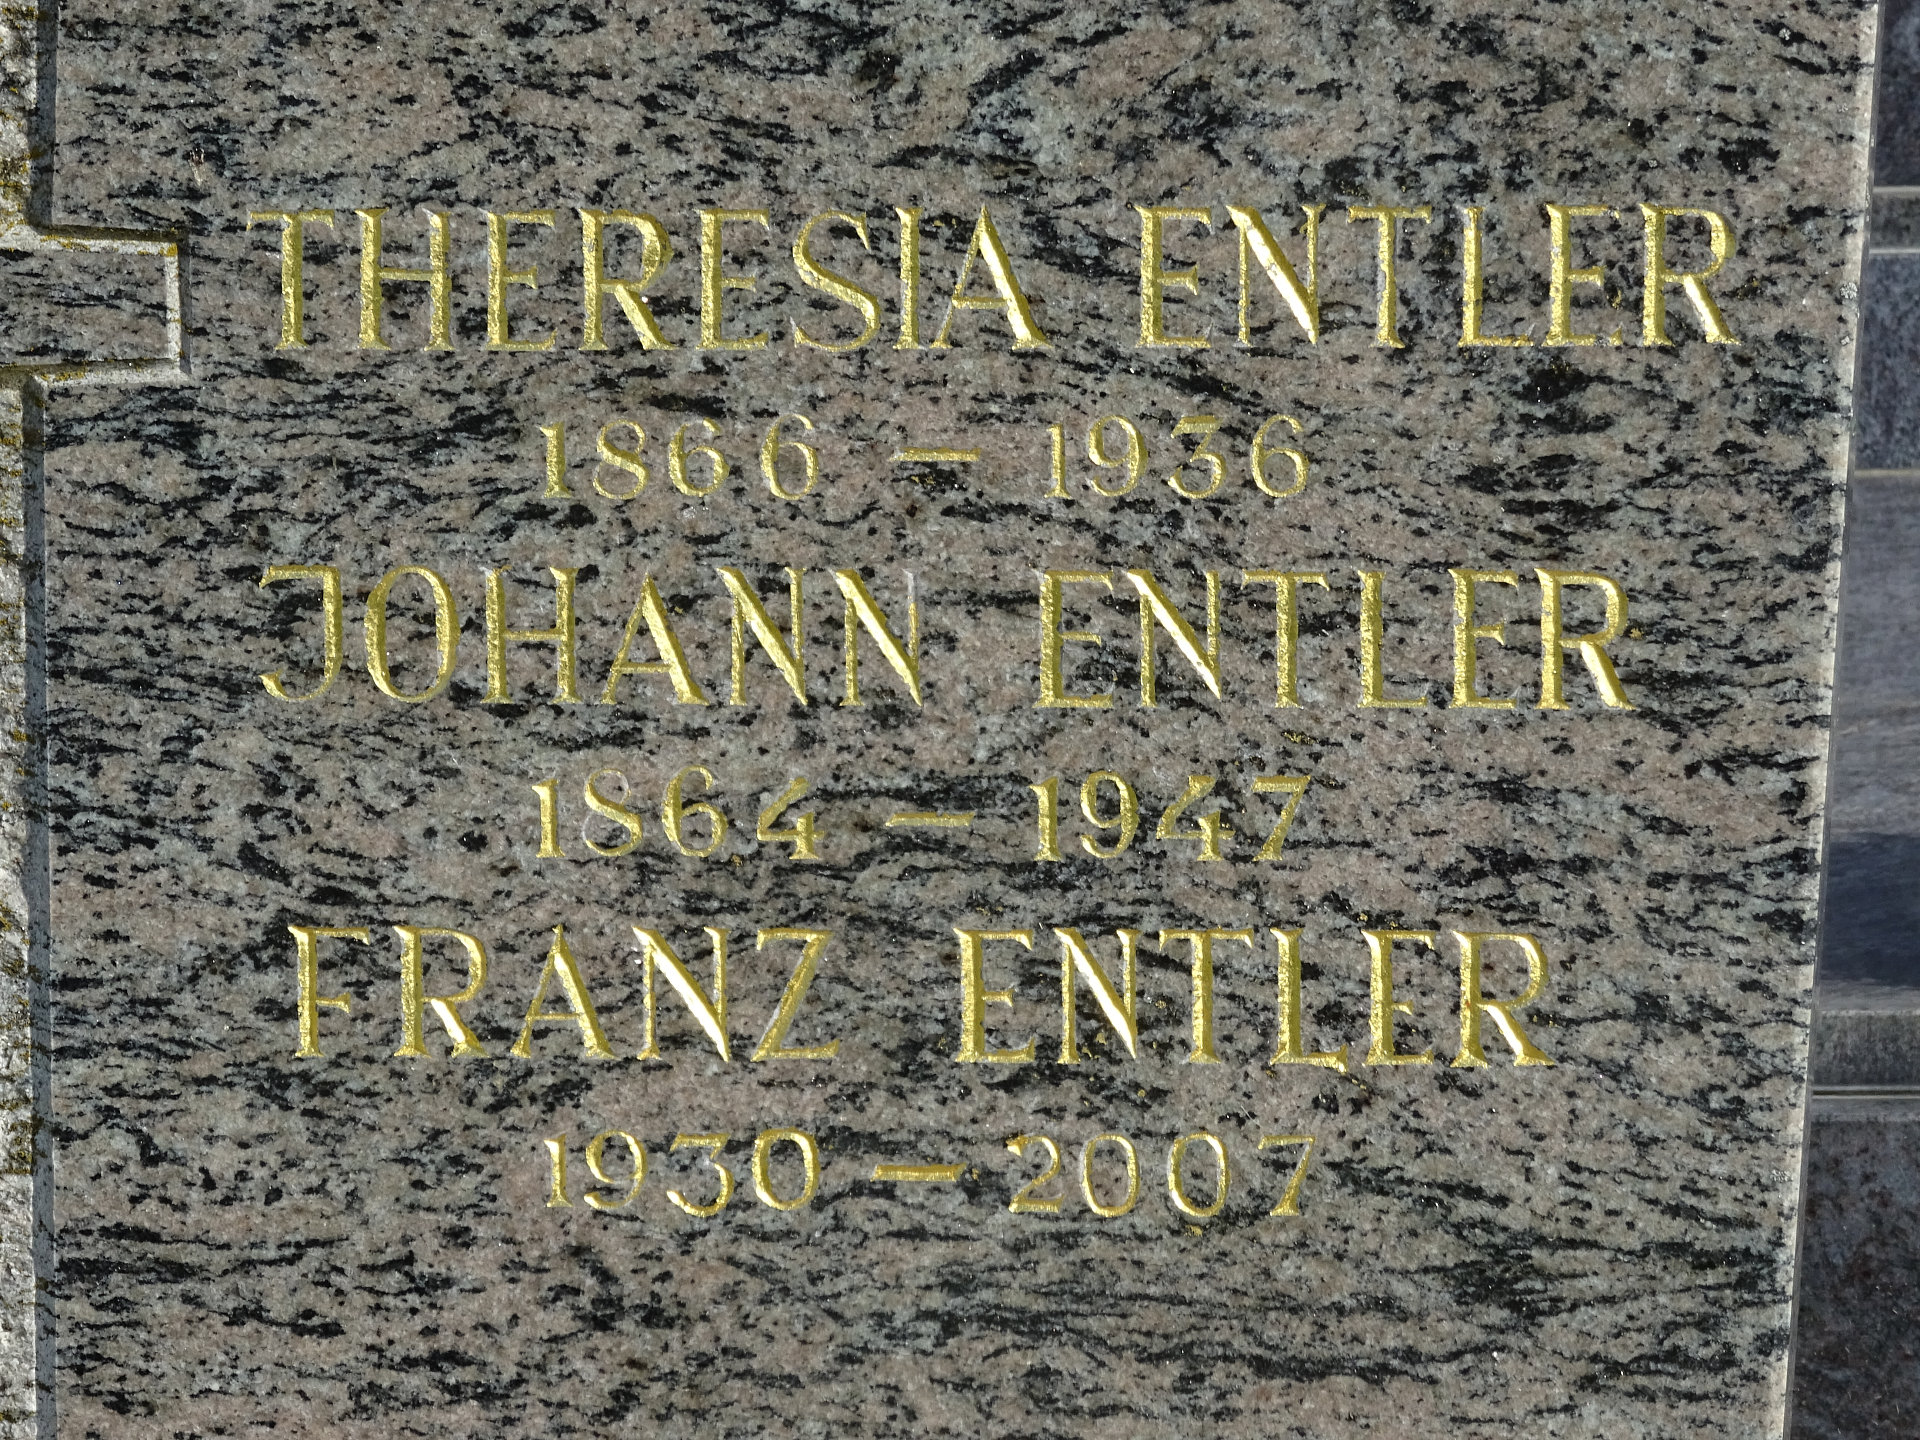 THERESIA ENTLER
1866 — 1936
JOHANN ENTLER
1864 — 1947
FRANZ ENTLER
1930 — 2007